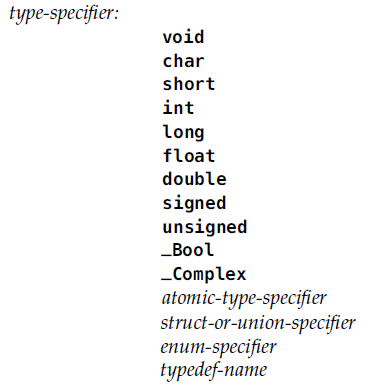 type-specifier:
void
char
short
int
long
float
double
signed
unsigned
_Bool
_Complex
atomic-type-specifier
struct-or-union-specifier
enum-specifier
typedef-name